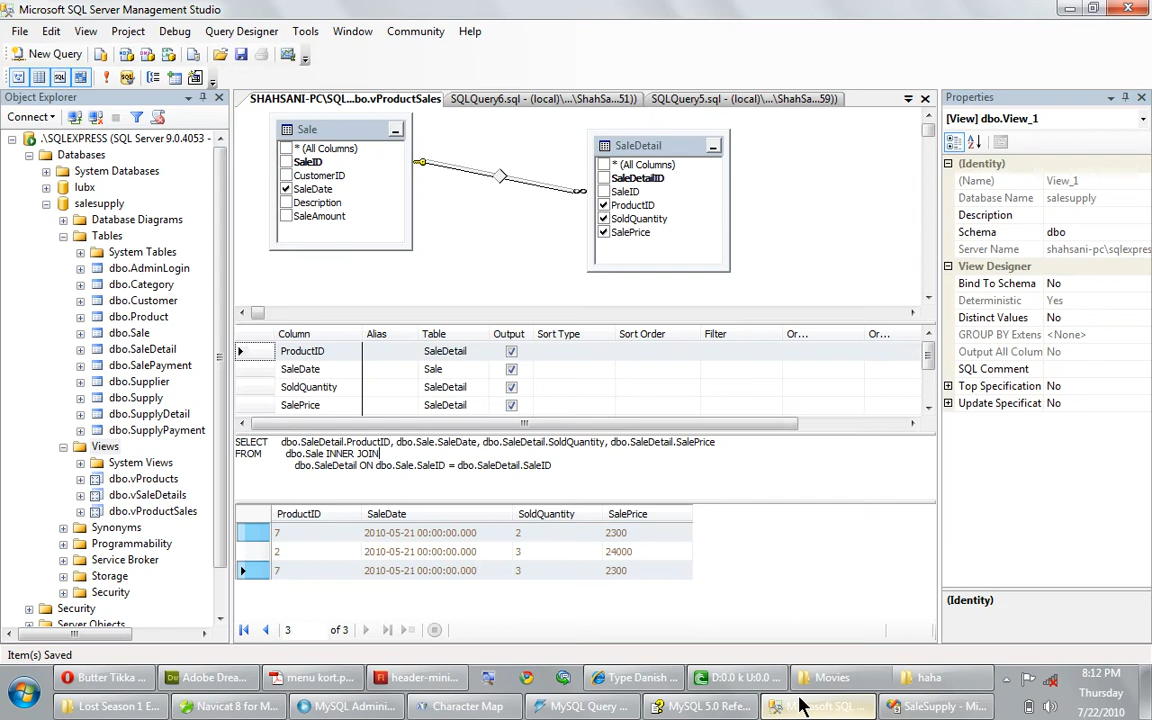 Microsoft SQL Server Management Studio
File Edit View Project Debug Query Designer Tools Window Community Help
New Query
Object Explorer
Connect
.\SQLEXPRESS (SQL Server 9.0.4053 -
Databases
System Databases
lubx
salesupply
Database Diagrams
Tables
System Tables
dbo.AdminLogin
dbo.Category
dbo.Customer
dbo.Product
dbo.Sale
dbo.SaleDetail
dbo.SalePayment
dbo.Supplier
dbo.Supply
dbo.SupplyDetail
dbo.SupplyPayment
Views
System Views
dbo.vProducts
dbo.vSaleDetails
dbo.vProductSales
Synonyms
Programmability
Service Broker
Storage
Security
Security
Server Objects
SHAHSANI-PC\SQL...bo.vProductSales SQLQuery6.sql - (local)\...\ShahSa...51)) SQLQuery5.sql - (local)\...\ShahSa...59))
Sale
* (All Columns)
SaleID
CustomerID
SaleDate
Description
SaleAmount
SaleDetail
* (All Columns)
SaleDetailID
SaleID
ProductID
SoldQuantity
SalePrice
Column Alias Table Output Sort Type Sort Order Filter Or... Or...
ProductID SaleDetail
SaleDate Sale
SoldQuantity SaleDetail
SalePrice SaleDetail
SELECT dbo.SaleDetail.ProductID, dbo.Sale.SaleDate, dbo.SaleDetail.SoldQuantity, dbo.SaleDetail.SalePrice
FROM dbo.Sale INNER JOIN
dbo.SaleDetail ON dbo.Sale.SaleID = dbo.SaleDetail.SaleID
ProductID SaleDate SoldQuantity SalePrice
7 2010-05-21 00:00:00.000 2 2300
2 2010-05-21 00:00:00.000 3 24000
7 2010-05-21 00:00:00.000 3 2300
3 of 3
Properties
[View] dbo.View_1
(Identity)
(Name) View_1
Database Name salesupply
Description
Schema dbo
Server Name shahsani-pc\sqlexpres
View Designer
Bind To Schema No
Deterministic Yes
Distinct Values No
GROUP BY Extens <None>
Output All Column No
SQL Comment
Top Specification No
Update Specificat No
(Identity)
Item(s) Saved
Butter Tikka ... Adobe Drea... menu kort.p... header-mini... Type Danish ... D:0.0 k U:0.0 ... Movies haha
Lost Season 1 E... Navicat 8 for M... MySQL Admini... Character Map MySQL Query ... MySQL 5.0 Refe... Microsoft SQL ... SaleSupply - Mi...
8:12 PM
Thursday
7/22/2010